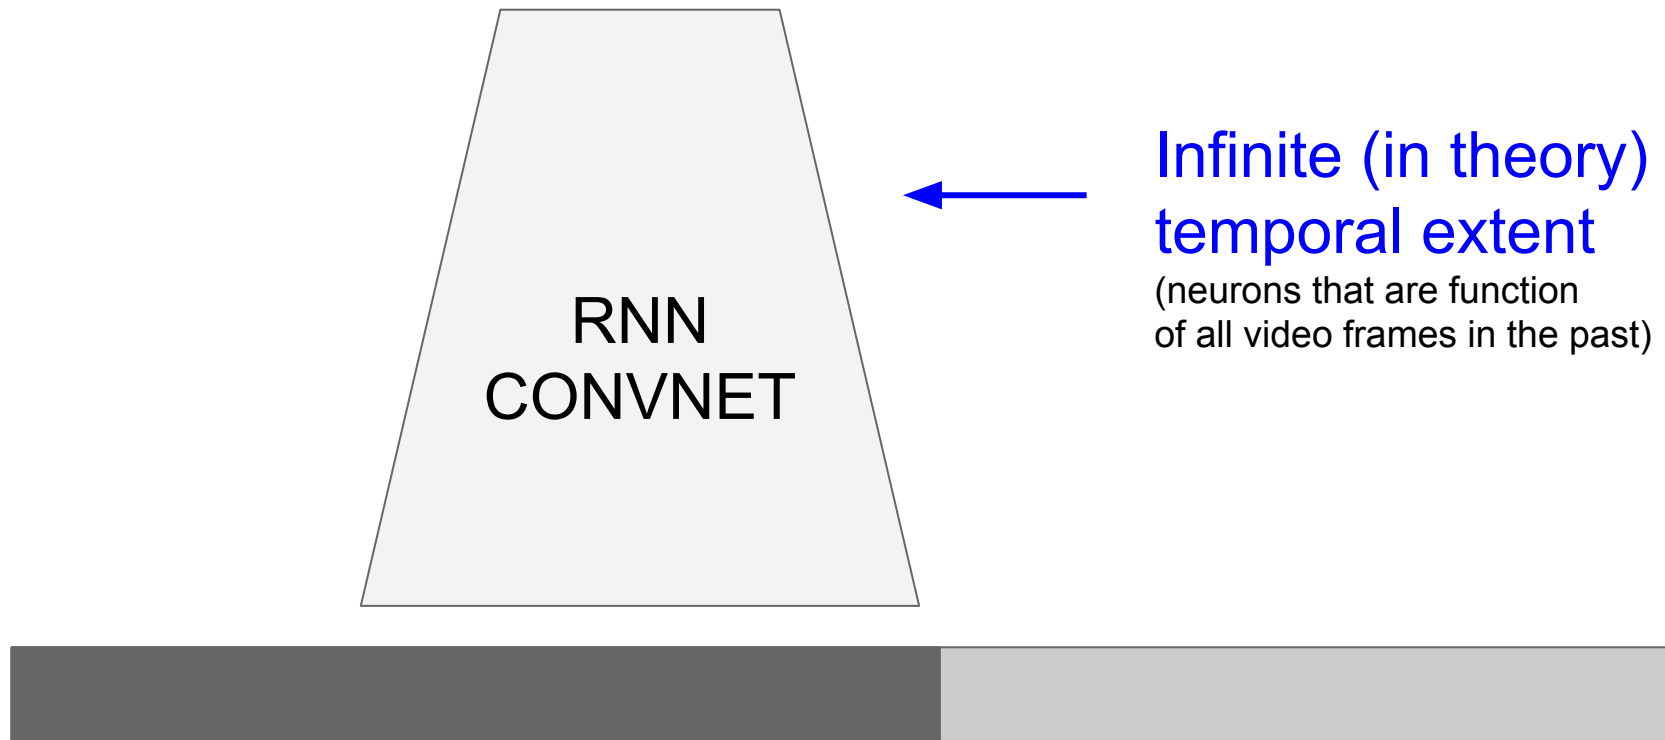 RNN
CONVNET
Infinite (in theory)
temporal extent
(neurons that are function
of all video frames in the past)